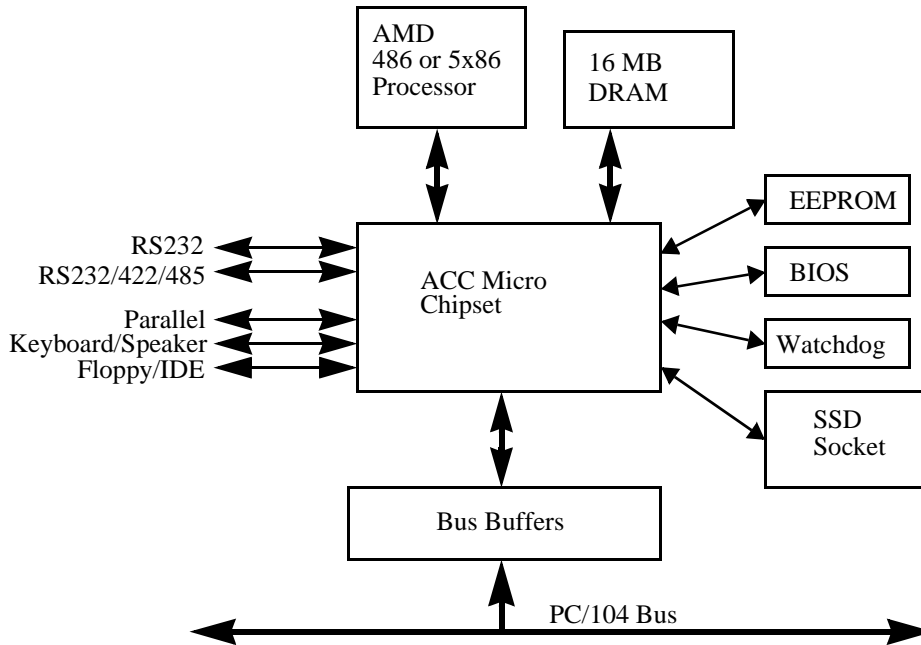 AMD
486 or 5x86
Processor
16 MB
DRAM
EEPROM
RS232
RS232/422/485
ACC Micro
Chipset
BIOS
Parallel
Keyboard/Speaker
Floppy/IDE
Watchdog
SSD
Socket
Bus Buffers
PC/104 Bus